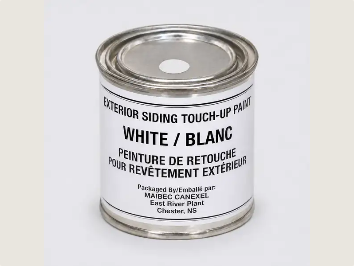 EXTERIOR SIDING TOUCH-UP PAINT
WHITE / BLANC
PEINTURE DE RETOUCHE
POUR REVÊTEMENT EXTÉRIEUR
Packaged By/Emballé par:
MAIBEC CANEXEL
East River Plant
Chester, NS